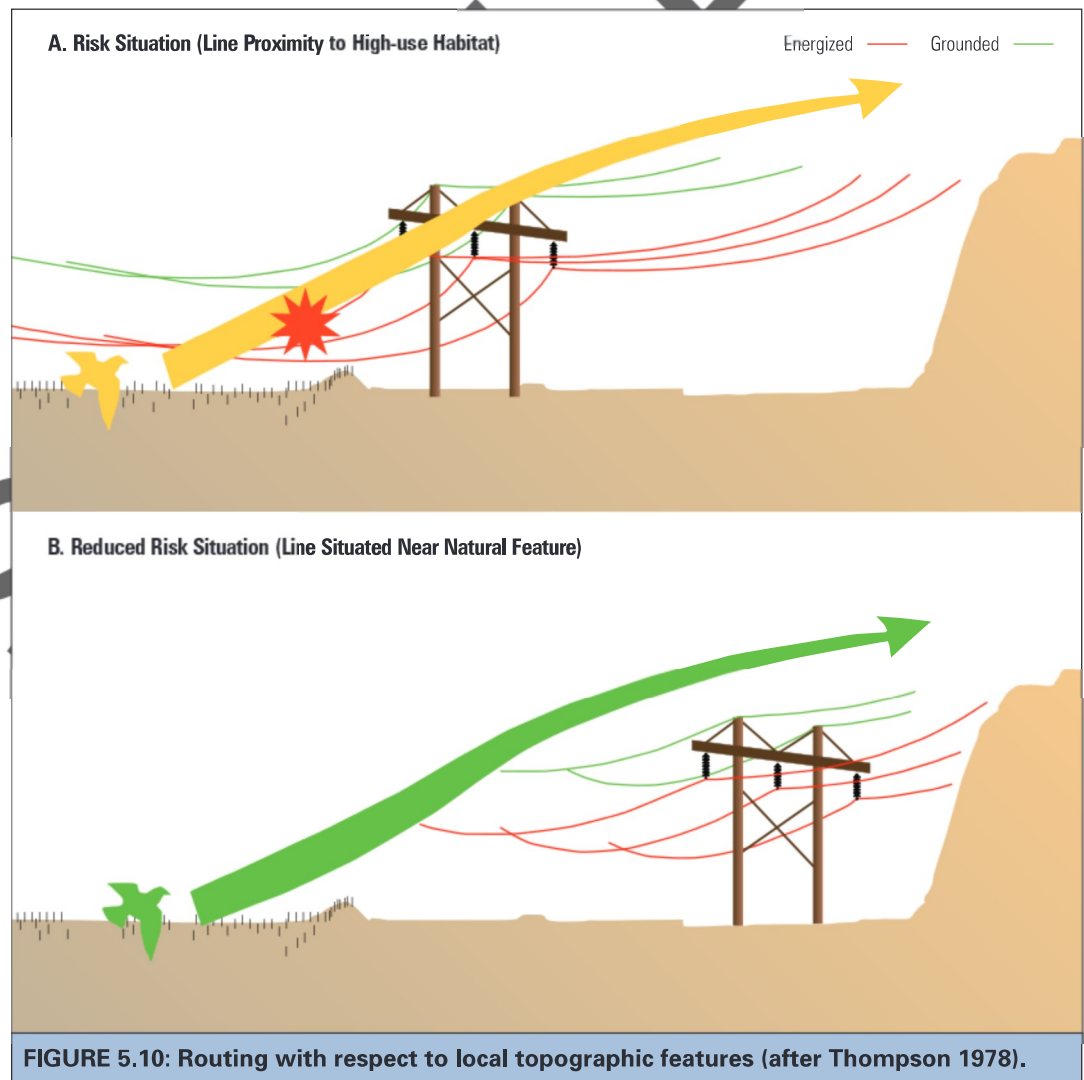 A. Risk Situation (Line Proximity to High-use Habitat)
Energized
Grounded
B. Reduced Risk Situation (Line Situated Near Natural Feature)
FIGURE 5.10: Routing with respect to local topographic features (after Thompson 1978).